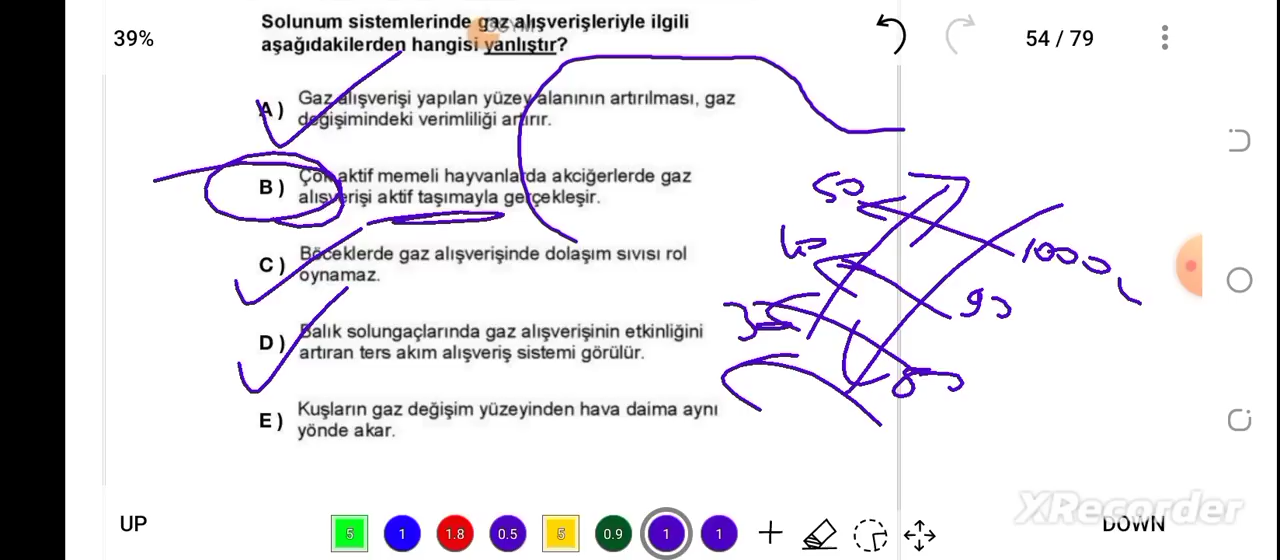 Solunum sistemlerinde gaz alışverişleriyle ilgili
39%
54 / 79
aşağıdakilerden hangisi yanlıştır?
A) Gaz alışverişi yapılan yüzey alanının artırılması, gaz
değişimindeki verimliliği artırır.
B) Çok aktif memeli hayvanlarda akciğerlerde gaz
alışverişi aktif taşımayla gerçekleşir.
C) Böceklerde gaz alışverişinde dolaşım sıvısı rol
oynamaz.
D) Balık solungaçlarında gaz alışverişinin etkinliğini
artıran ters akım alışveriş sistemi görülür.
E) Kuşların gaz değişim yüzeyinden hava daima aynı
yönde akar.
50
1000
UP
5 1 1.8 0.5 5 0.9 1 1
DOWN
XRecorder